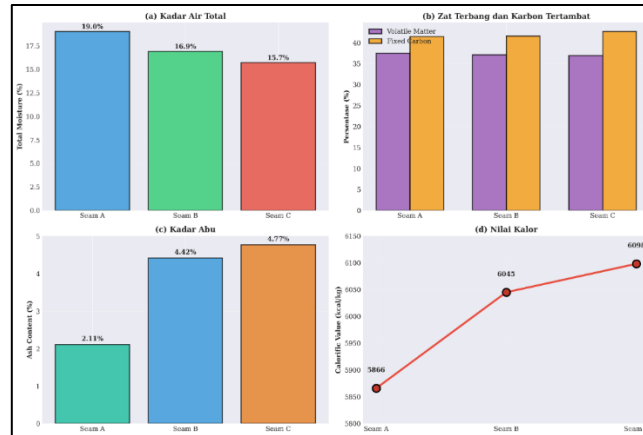 (a) Kadar Air Total
19.0%
16.9%
15.7%
Total Moisture (%)
17.5
15.0
12.5
10.0
7.5
5.0
2.5
0.0
Seam A
Seam B
Seam C
(b) Zat Terbang dan Karbon Tertambat
Volatile Matter
Fixed Carbon
Persentase (%)
40
35
30
25
20
15
10
5
0
Seam A
Seam B
Seam C
(c) Kadar Abu
2.11%
4.42%
4.77%
Ash Content (%)
5
4
3
2
1
0
Seam A
Seam B
Seam C
(d) Nilai Kalor
5866
6045
6098
Calorific Value (kcal/kg)
6150
6100
6050
6000
5950
5900
5850
5800
Seam A
Seam B
Seam